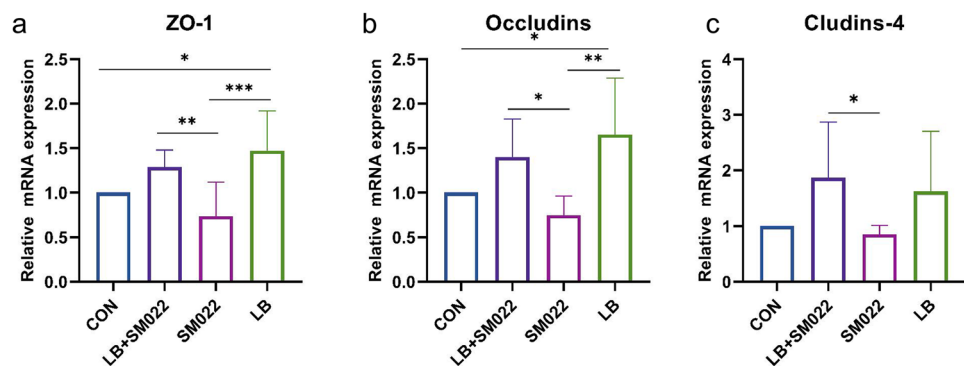 a
ZO-1
Relative mRNA expression
2.5
2.0
1.5
1.0
0.5
0.0
*
***
**
CON
LB+SM022
SM022
LB
b
Occludins
Relative mRNA expression
2.5
2.0
1.5
1.0
0.5
0.0
*
**
*
CON
LB+SM022
SM022
LB
c
Cludins-4
Relative mRNA expression
4
3
2
1
0
*
CON
LB+SM022
SM022
LB